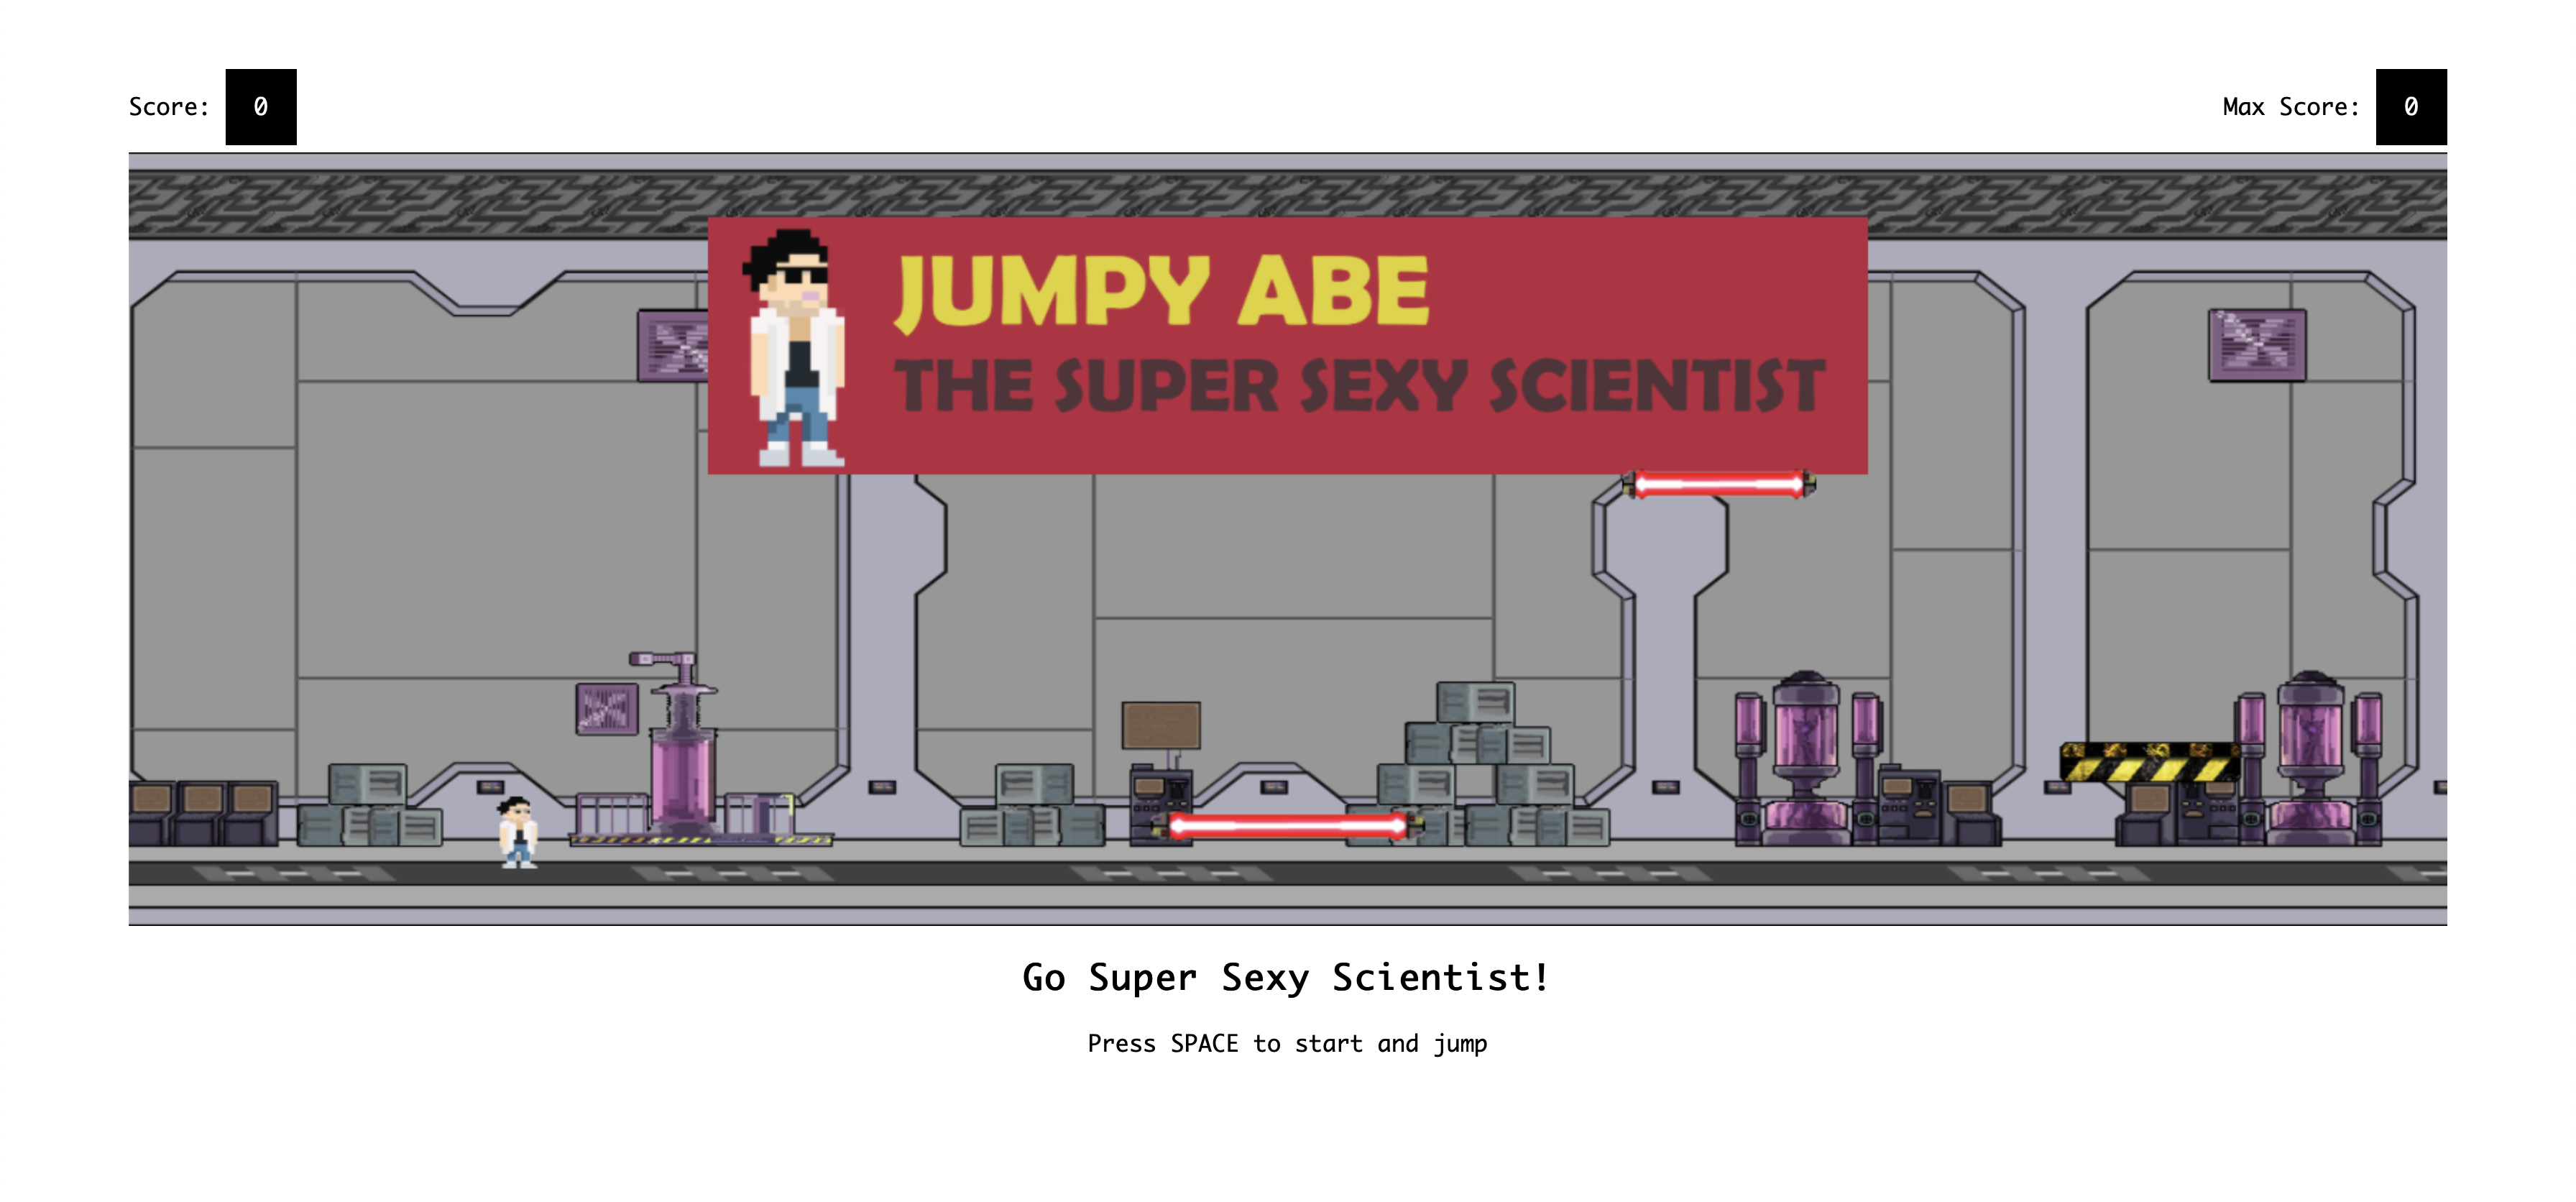 Score: 0
Max Score: 0
JUMPY ABE
THE SUPER SEXY SCIENTIST
Go Super Sexy Scientist!
Press SPACE to start and jump